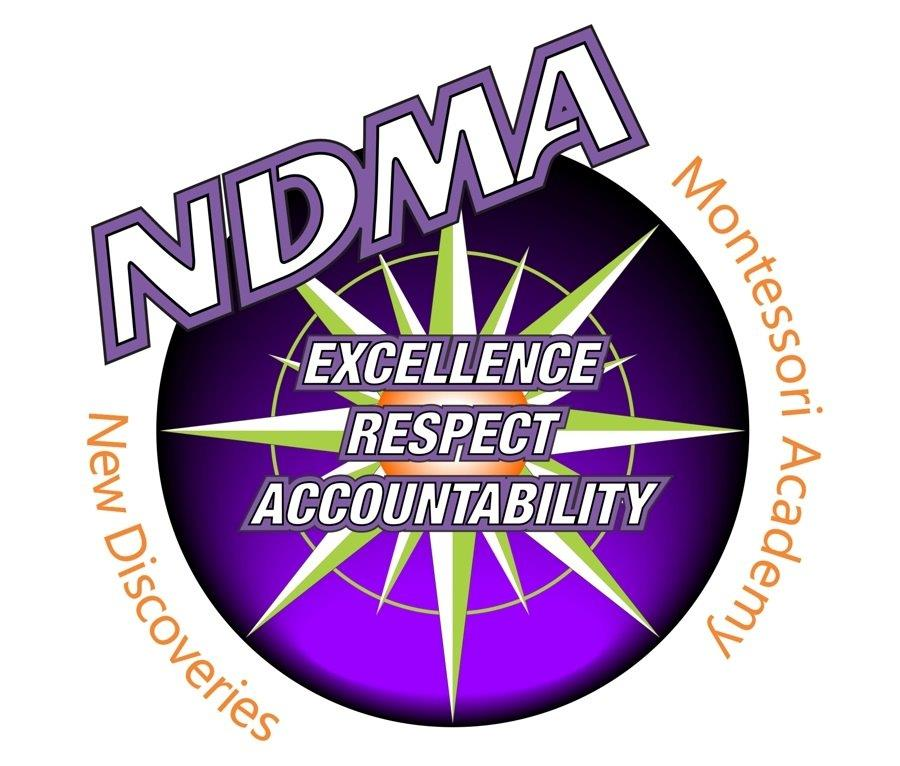 NDMA
EXCELLENCE
RESPECT
ACCOUNTABILITY
New Discoveries
Montessori Academy